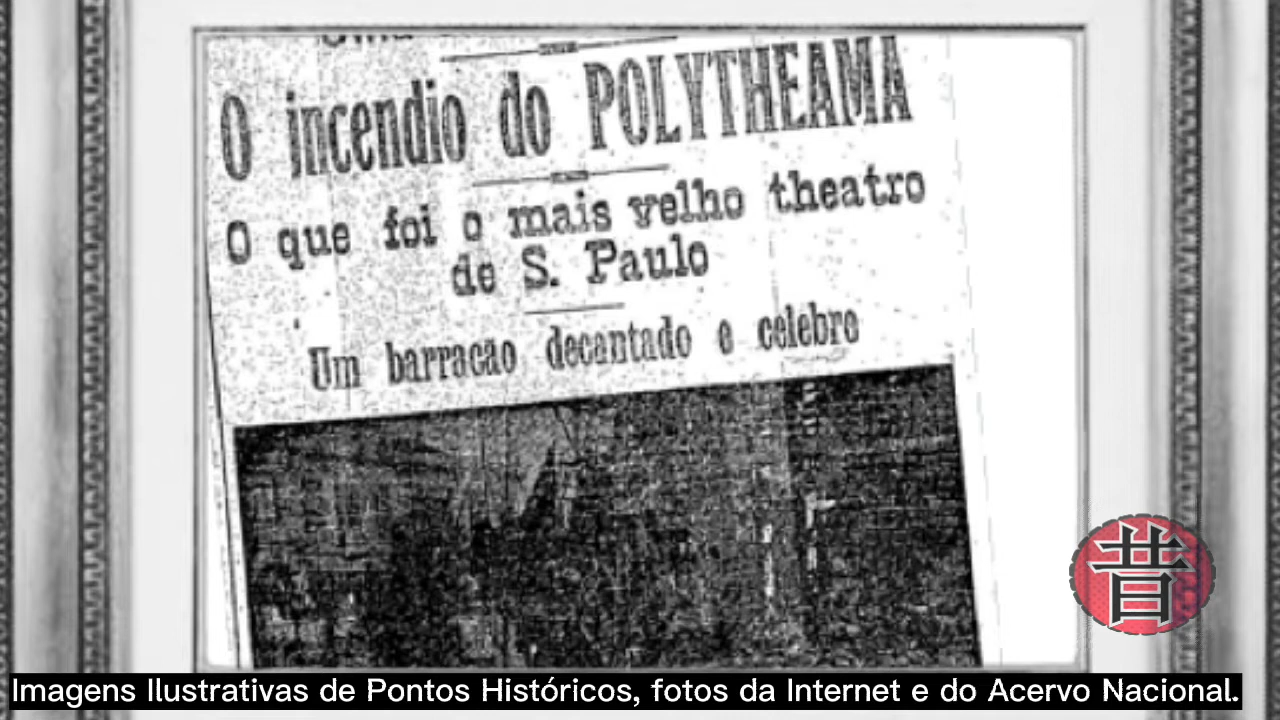 O incendio do POLYTHEAMA
O que foi o mais velho theatro
de S. Paulo
Um barracão decantado e celebre
昔
Imagens Ilustrativas de Pontos Históricos, fotos da Internet e do Acervo Nacional.